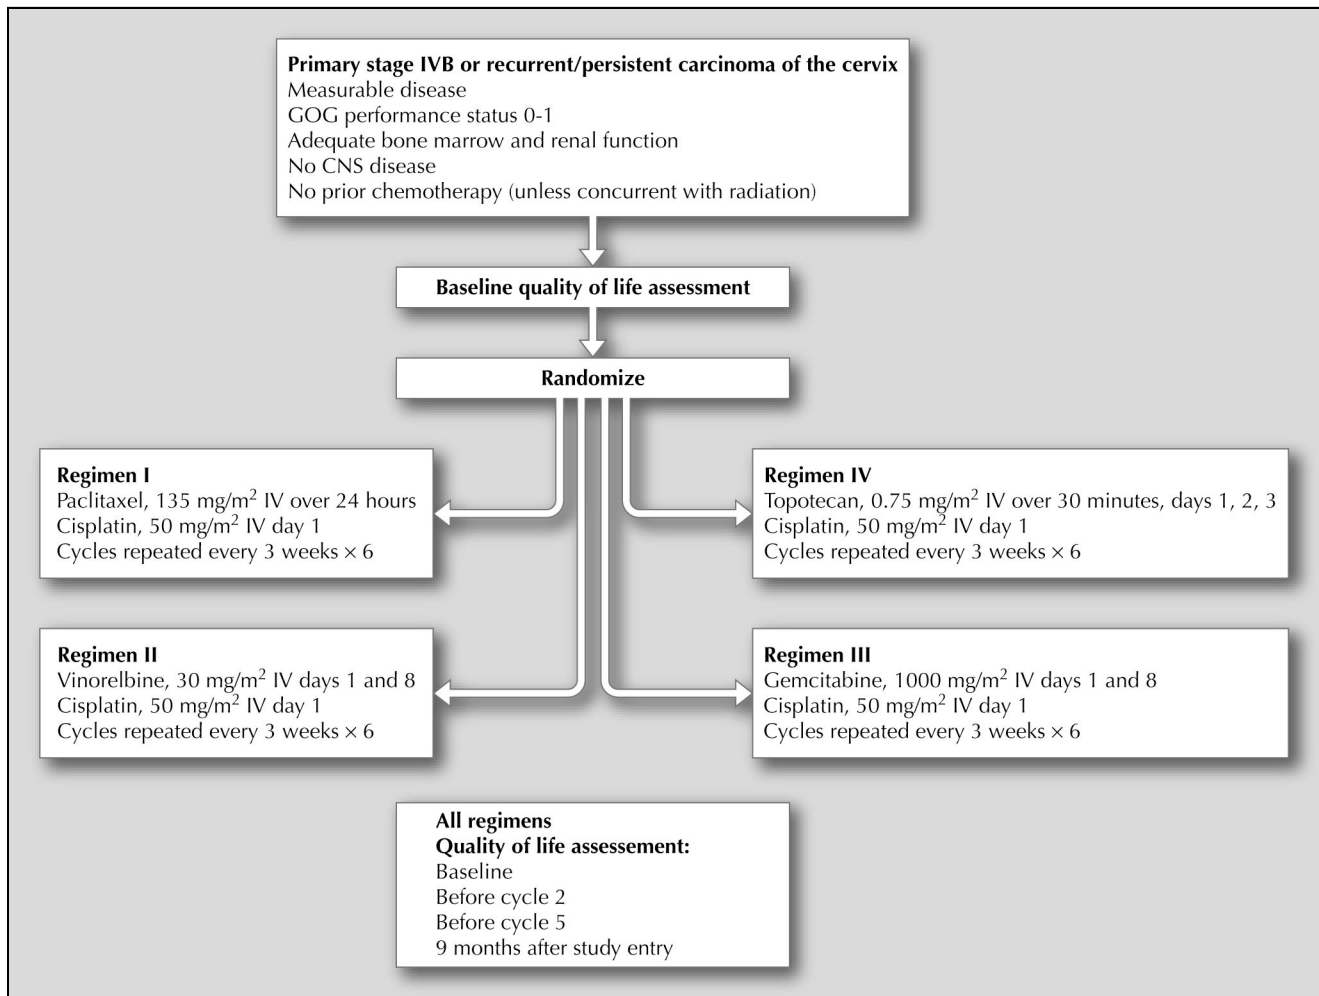 Primary stage IVB or recurrent/persistent carcinoma of the cervix
Measurable disease
GOG performance status 0-1
Adequate bone marrow and renal function
No CNS disease
No prior chemotherapy (unless concurrent with radiation)
Baseline quality of life assessment
Randomize
Regimen I
Paclitaxel, 135 mg/m² IV over 24 hours
Cisplatin, 50 mg/m² IV day 1
Cycles repeated every 3 weeks × 6
Regimen IV
Topotecan, 0.75 mg/m² IV over 30 minutes, days 1, 2, 3
Cisplatin, 50 mg/m² IV day 1
Cycles repeated every 3 weeks × 6
Regimen II
Vinorelbine, 30 mg/m² IV days 1 and 8
Cisplatin, 50 mg/m² IV day 1
Cycles repeated every 3 weeks × 6
Regimen III
Gemcitabine, 1000 mg/m² IV days 1 and 8
Cisplatin, 50 mg/m² IV day 1
Cycles repeated every 3 weeks × 6
All regimens
Quality of life assessement:
Baseline
Before cycle 2
Before cycle 5
9 months after study entry